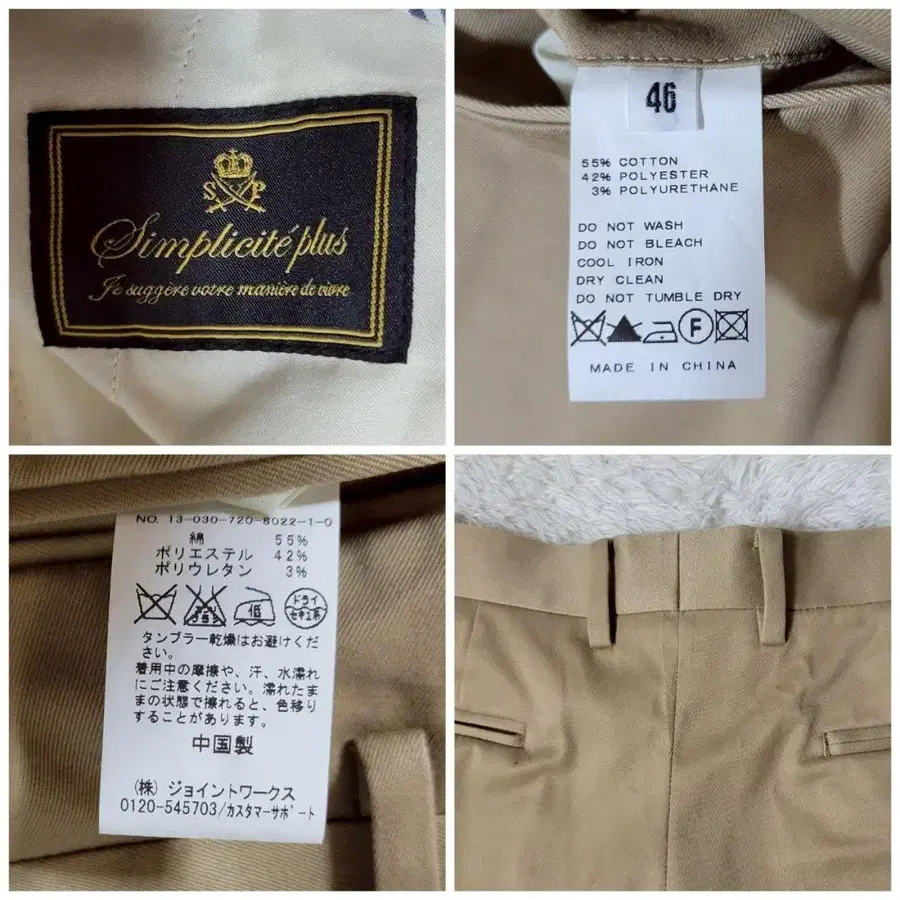 S P
Simplicité plus
Je suggère votre manière de vivre
46
55% COTTON
42% POLYESTER
3% POLYURETHANE
DO NOT WASH
DO NOT BLEACH
COOL IRON
DRY CLEAN
DO NOT TUMBLE DRY
F
MADE IN CHINA
NO. 13-030-720-8022-1-0
綿 55%
ポリエステル 42%
ポリウレタン 3%
エンソ サラシ 低 ドライ セキユ系
タンブラー乾燥はお避けくだ
さい。
着用中の摩擦や、汗、水濡れ
にご注意ください。濡れたま
まの状態で擦れると、色移り
することがあります。
中国製
(株) ジョイントワークス
0120-545703/カスタマーサポート